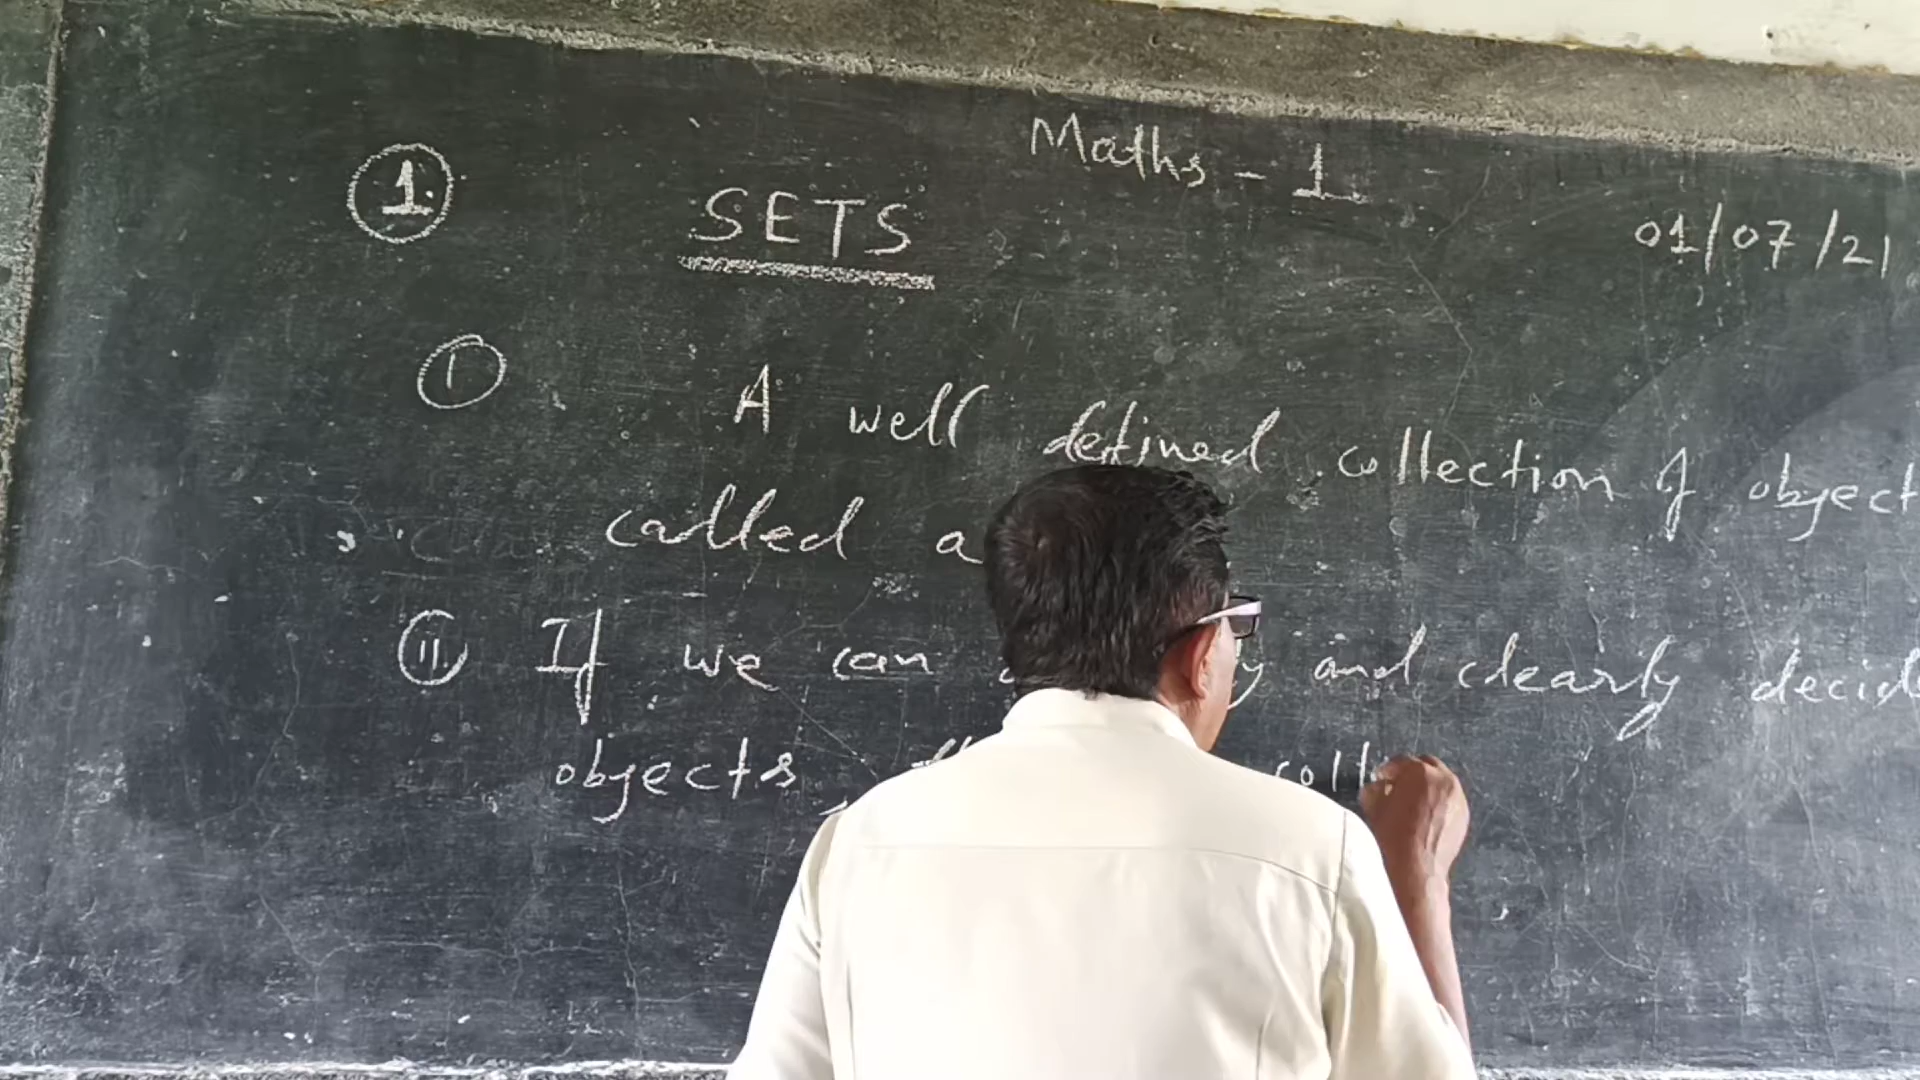 Maths - 1.
1.
SETS
01/07/21
I A well defined collection of object
called a
II. If we can and clearly decide
objects